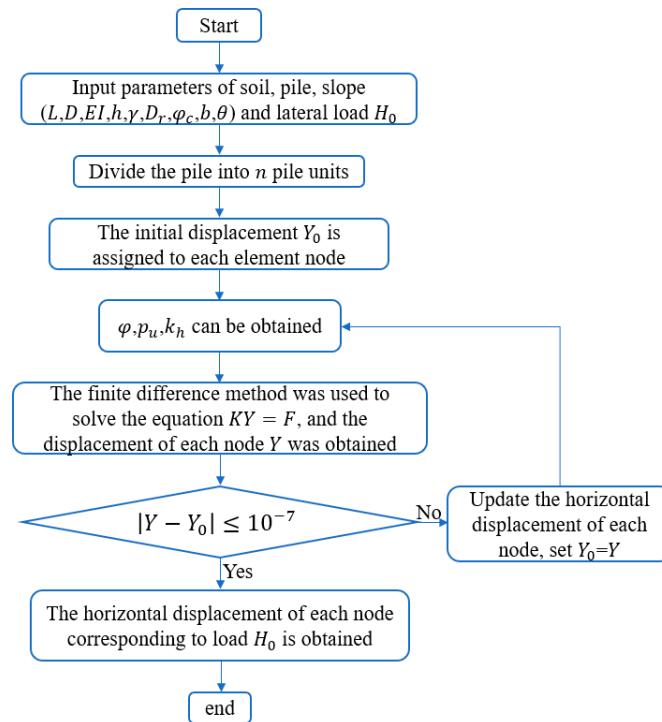 Start
Input parameters of soil, pile, slope
(L,D,EI,h,γ,D_r,φ_c,b,θ) and lateral load H_0
Divide the pile into n pile units
The initial displacement Y_0 is
assigned to each element node
φ,p_u,k_h can be obtained
The finite difference method was used to
solve the equation KY = F, and the
displacement of each node Y was obtained
|Y − Y_0| ≤ 10^{-7}
No
Update the horizontal
displacement of each
node, set Y_0=Y
Yes
The horizontal displacement of each node
corresponding to load H_0 is obtained
end